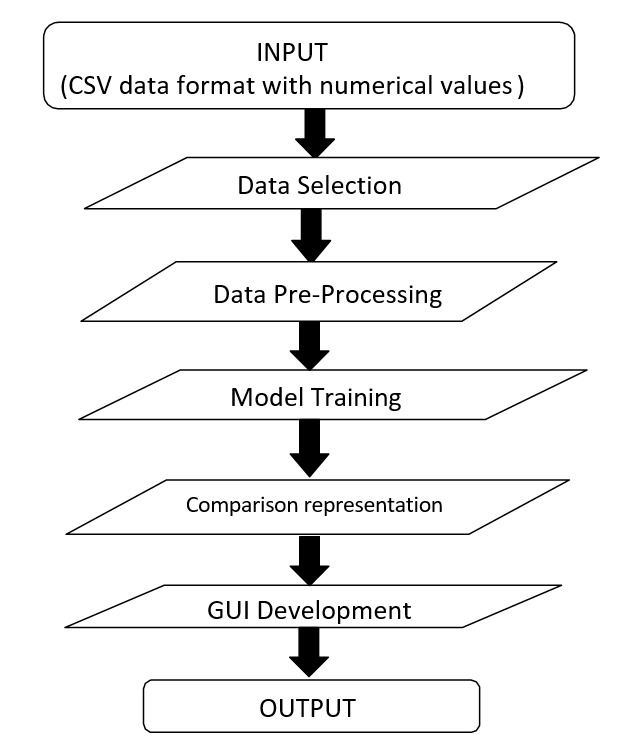 INPUT
(CSV data format with numerical values)
Data Selection
Data Pre-Processing
Model Training
Comparison representation
GUI Development
OUTPUT